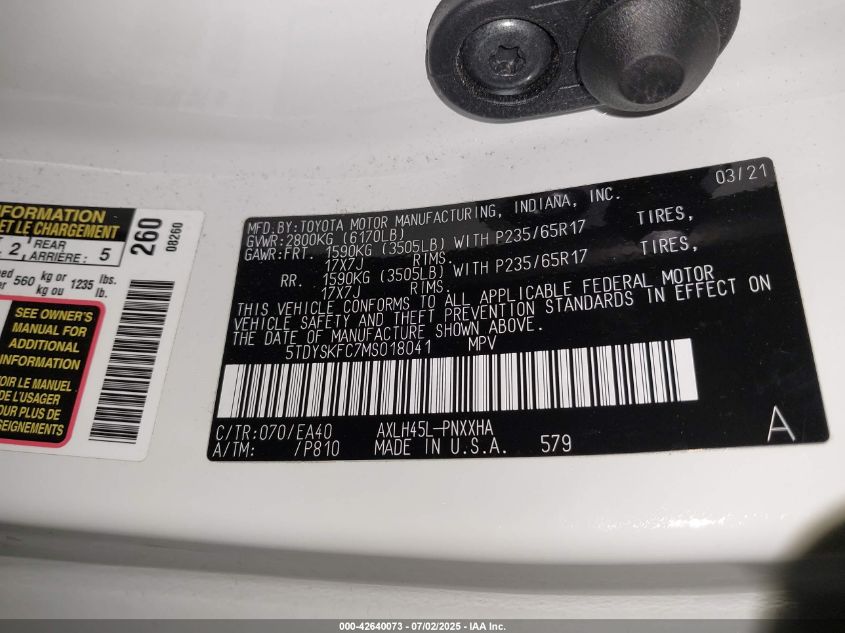 INFORMATION
ET LE CHARGEMENT
2 REAR 5
ARRIÈRE:
560 kg or 1235 lbs.
kg ou lb.
260
08260
SEE OWNER'S
MANUAL FOR
ADDITIONAL
INFORMATION
LE MANUEL
DE L'USAGER
POUR PLUS DE
RENSEIGNEMENTS
MFD.BY:TOYOTA MOTOR MANUFACTURING, INDIANA, INC. 03/21
GVWR:2800KG (6170LB)
GAWR:FRT. 1590KG (3505LB) WITH P235/65R17 TIRES,
17X7J RIMS.
RR. 1590KG (3505LB) WITH P235/65R17 TIRES,
17X7J RIMS.
THIS VEHICLE CONFORMS TO ALL APPLICABLE FEDERAL MOTOR
VEHICLE SAFETY AND THEFT PREVENTION STANDARDS IN EFFECT ON
THE DATE OF MANUFACTURE SHOWN ABOVE.
5TDYSKFC7MS018041 MPV
C/TR:070/EA40 AXLH45L-PNXXHA
A/TM: /P810 MADE IN U.S.A. 579 A
000-42640073 - 07/02/2025 - IAA Inc.